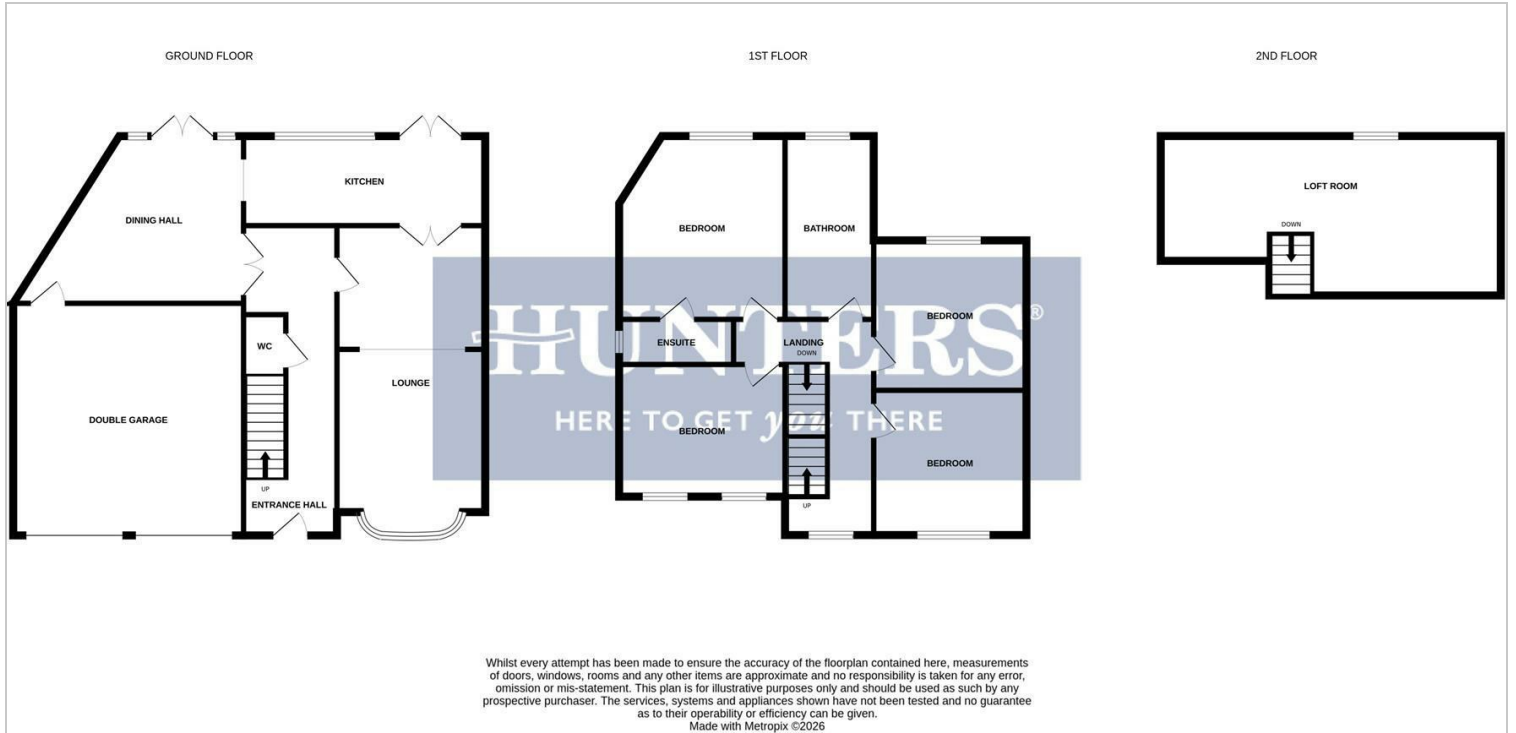 GROUND FLOOR
1ST FLOOR
2ND FLOOR
KITCHEN
DINING HALL
WC
LOUNGE
DOUBLE GARAGE
UP
ENTRANCE HALL
BEDROOM
BATHROOM
BEDROOM
ENSUITE
LANDING
DOWN
BEDROOM
BEDROOM
UP
LOFT ROOM
DOWN
HUNTERS®
HERE TO GET you THERE
Whilst every attempt has been made to ensure the accuracy of the floorplan contained here, measurements
of doors, windows, rooms and any other items are approximate and no responsibility is taken for any error,
omission or mis-statement. This plan is for illustrative purposes only and should be used as such by any
prospective purchaser. The services, systems and appliances shown have not been tested and no guarantee
as to their operability or efficiency can be given.
Made with Metropix ©2026